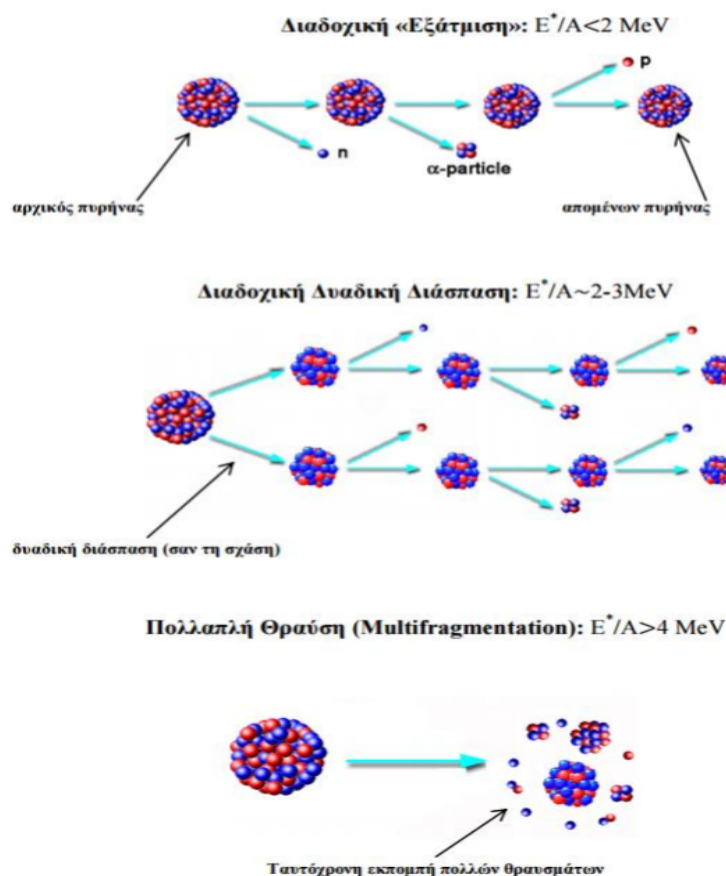 Διαδοχική «Εξάτμιση»: E*/A<2 MeV
p
n
α-particle
αρχικός πυρήνας
απομένων πυρήνας
Διαδοχική Δυαδική Διάσπαση: E*/A~2-3MeV
δυαδική διάσπαση (σαν τη σχάση)
Πολλαπλή Θραύση (Multifragmentation): E*/A>4 MeV
Ταυτόχρονη εκπομπή πολλών θραυσμάτων